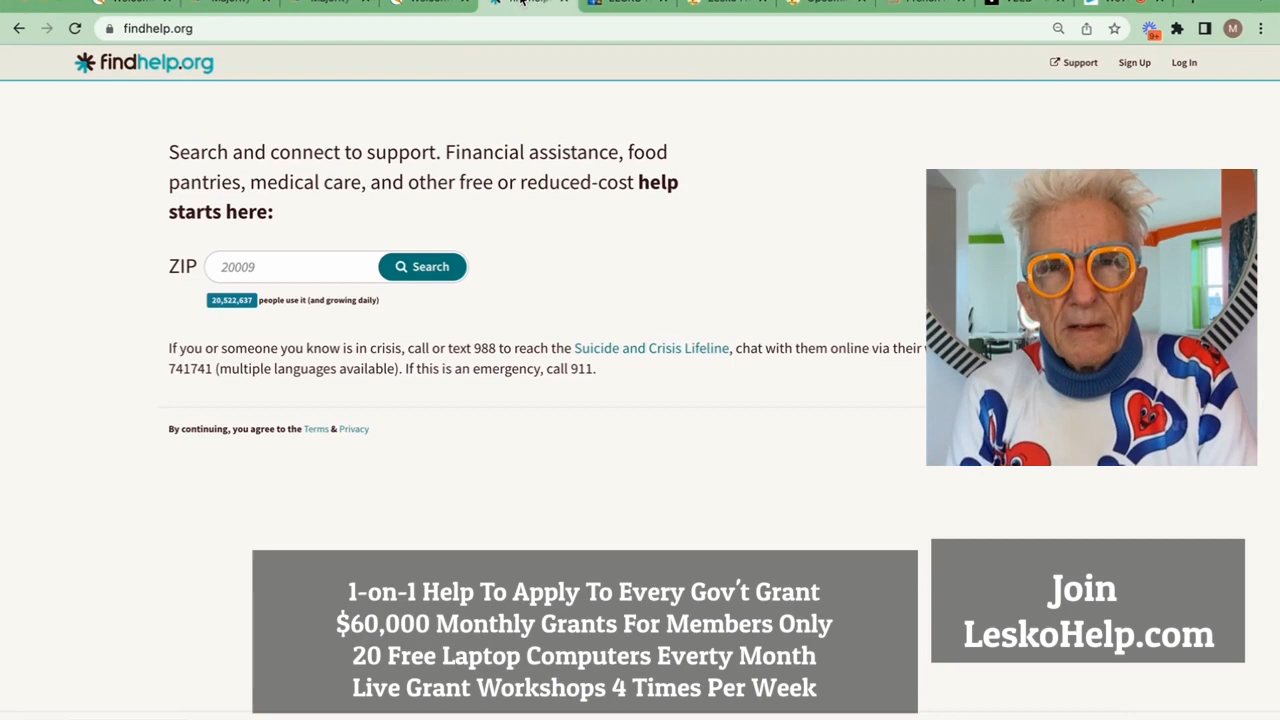 findhelp.org
findhelp.org
Support
Sign Up
Log In
Search and connect to support. Financial assistance, food
pantries, medical care, and other free or reduced-cost help
starts here:
ZIP
20009
Search
20,522,637 people use it (and growing daily)
If you or someone you know is in crisis, call or text 988 to reach the Suicide and Crisis Lifeline, chat with them online via their
741741 (multiple languages available). If this is an emergency, call 911.
By continuing, you agree to the Terms & Privacy
1-on-1 Help To Apply To Every Gov't Grant
$60,000 Monthly Grants For Members Only
20 Free Laptop Computers Everty Month
Live Grant Workshops 4 Times Per Week
Join
LeskoHelp.com
9+
M